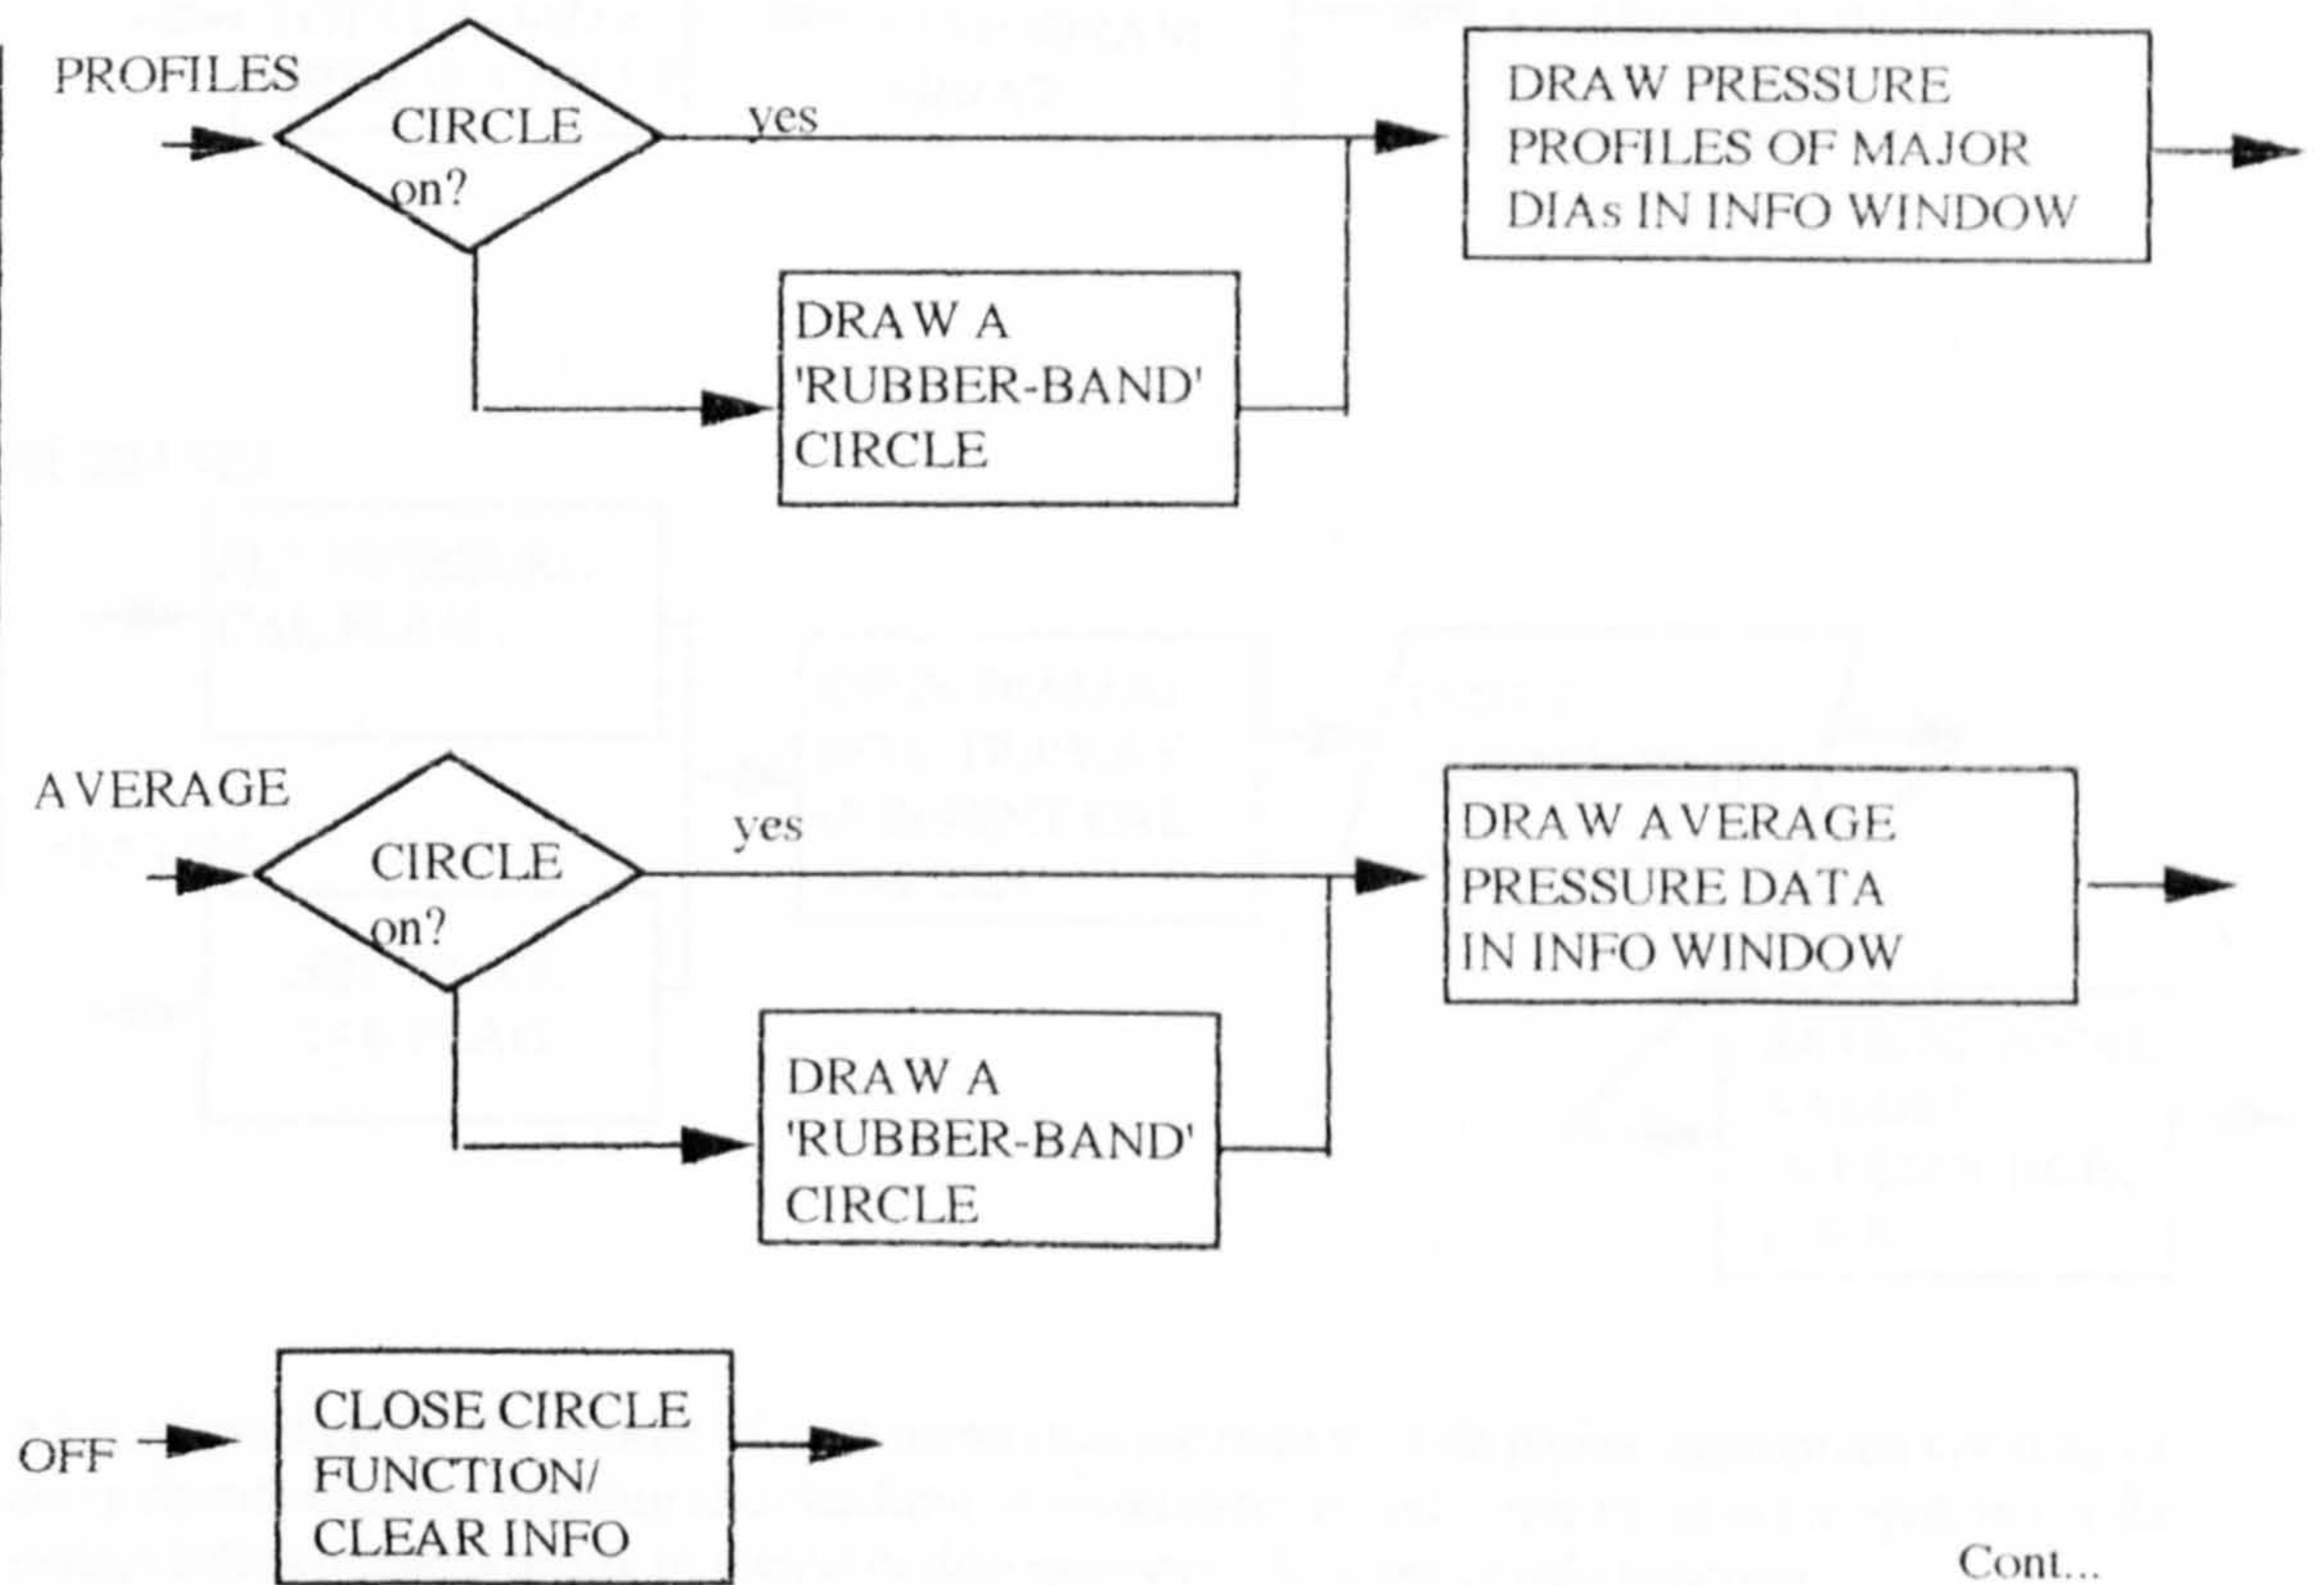 PROFILES
CIRCLE
on?
yes
DRAW PRESSURE
PROFILES OF MAJOR
DIAs IN INFO WINDOW
DRAW A
'RUBBER-BAND'
CIRCLE
AVERAGE
CIRCLE
on?
yes
DRAW AVERAGE
PRESSURE DATA
IN INFO WINDOW
DRAW A
'RUBBER-BAND'
CIRCLE
OFF
CLOSE CIRCLE
FUNCTION/
CLEAR INFO
Cont...